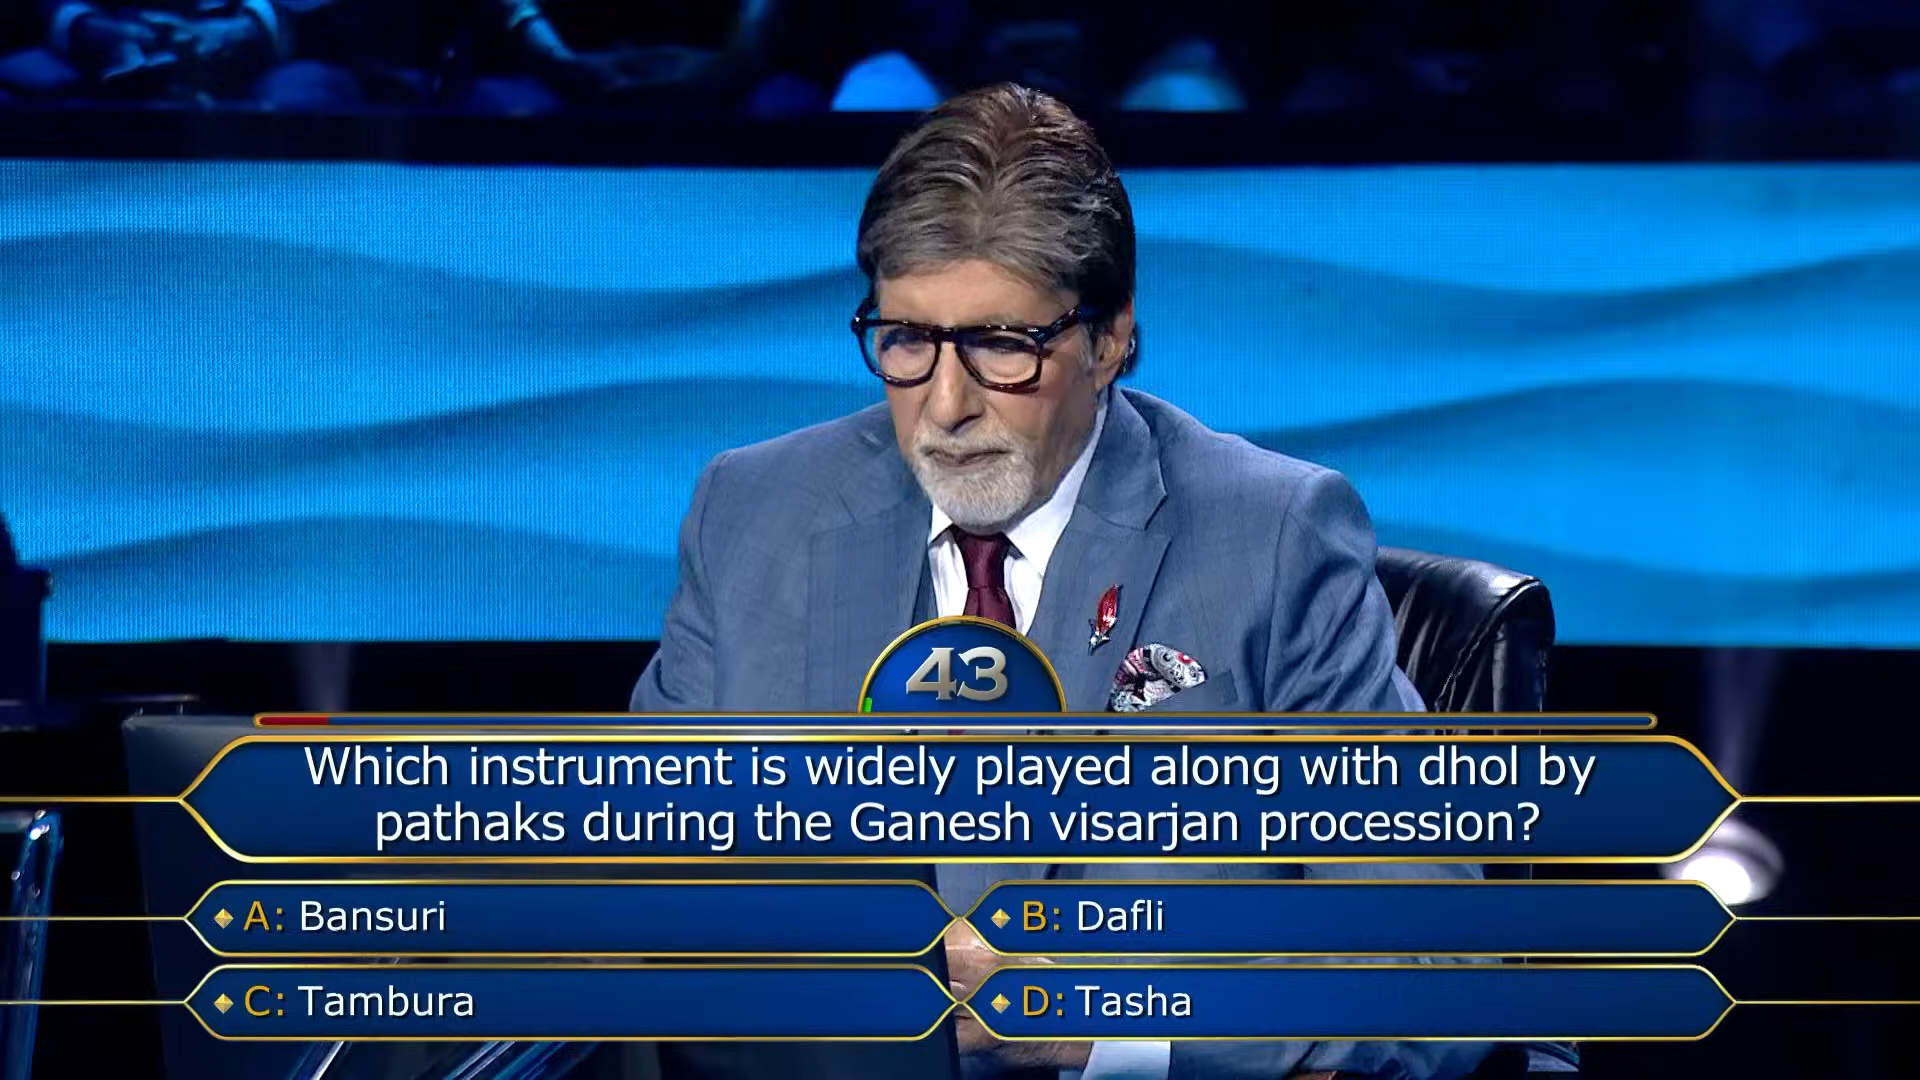 43
Which instrument is widely played along with dhol by
pathaks during the Ganesh visarjan procession?
A: Bansuri
B: Dafli
C: Tambura
D: Tasha